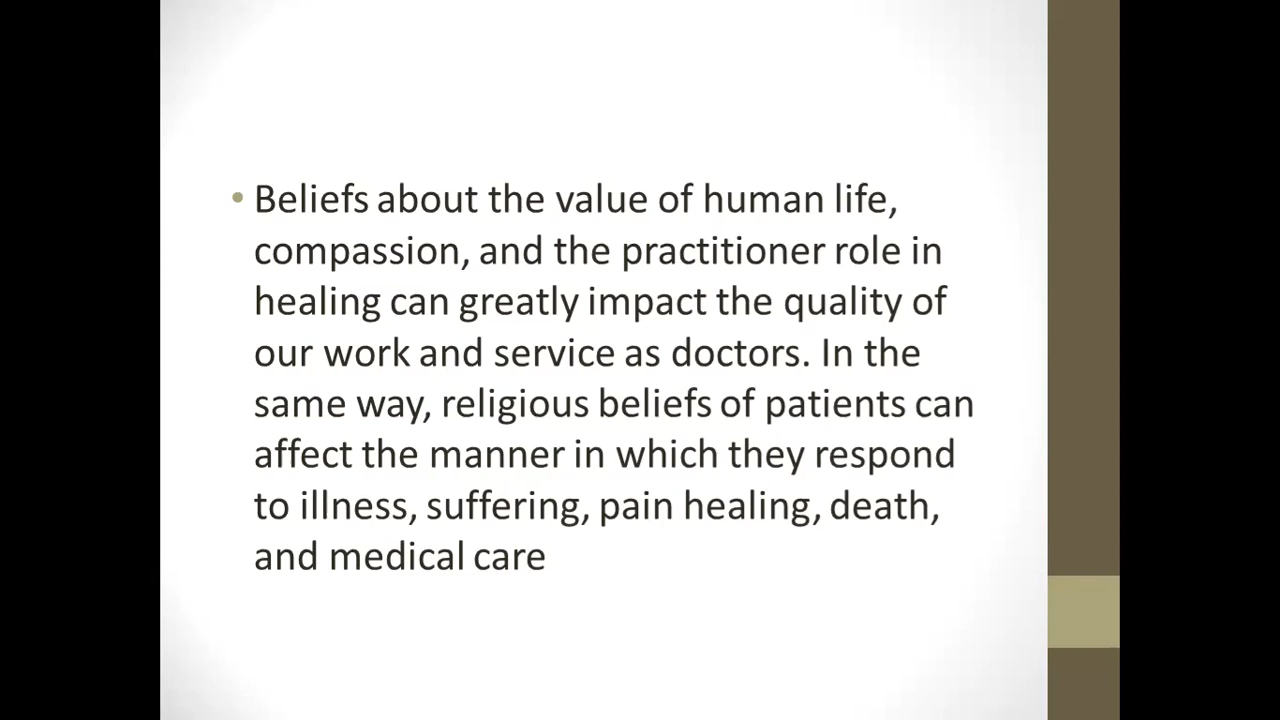 • Beliefs about the value of human life,
compassion, and the practitioner role in
healing can greatly impact the quality of
our work and service as doctors. In the
same way, religious beliefs of patients can
affect the manner in which they respond
to illness, suffering, pain healing, death,
and medical care